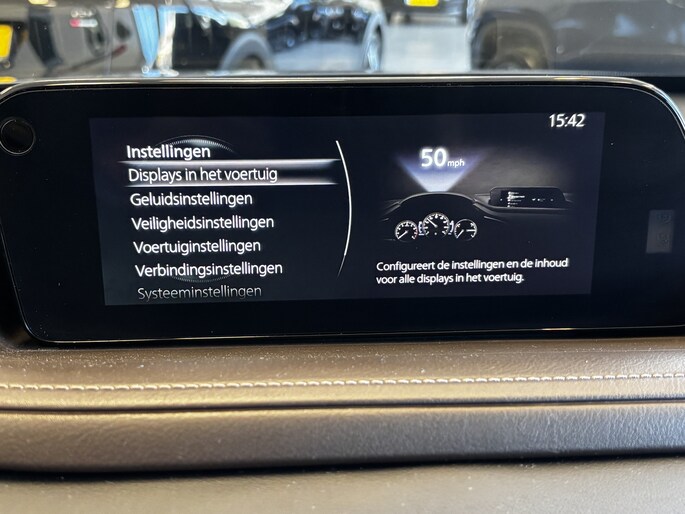 15:42
Instellingen
Displays in het voertuig
Geluidsinstellingen
Veiligheidsinstellingen
Voertuiginstellingen
Verbindingsinstellingen
Systeeminstellingen
50 mph
Configureert de instellingen en de inhoud
voor alle displays in het voertuig.